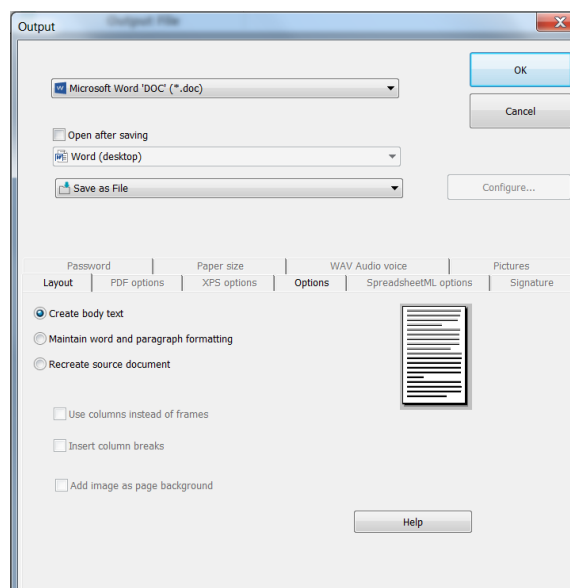 Output File
Output
OK
Microsoft Word 'DOC' (*.doc)
Cancel
Open after saving
Word (desktop)
Save as File
Configure...
Password Paper size WAV Audio voice Pictures
Layout PDF options XPS options Options SpreadsheetML options Signature
Create body text
Maintain word and paragraph formatting
Recreate source document
Use columns instead of frames
Insert column breaks
Add image as page background
Help